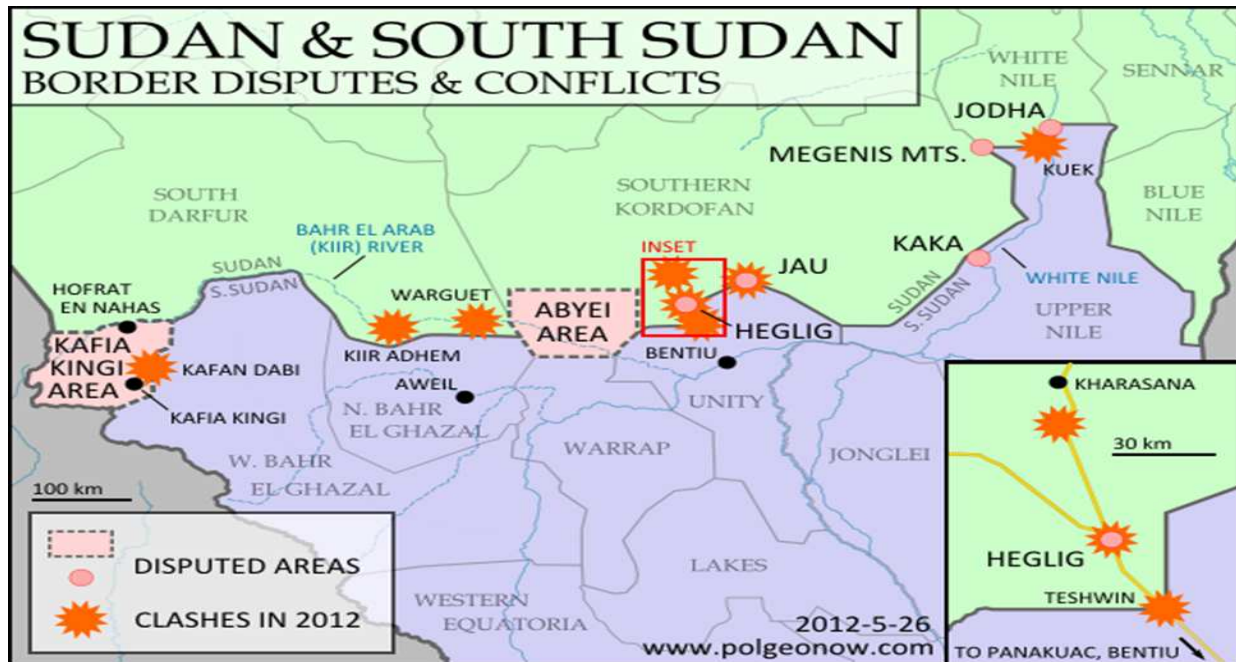 SUDAN & SOUTH SUDAN
BORDER DISPUTES & CONFLICTS
WHITE
NILE
SENNAR
JODHA
MEGENIS MTS.
KUEK
SOUTH
DARFUR
SOUTHERN
KORDOFAN
BLUE
NILE
BAHR EL ARAB
(KIIR) RIVER
INSET
KAKA
SUDAN
S. SUDAN
JAU
SUDAN
S. SUDAN
WHITE NILE
HOFRAT
EN NAHAS
WARGUET
ABYEI
AREA
HEGLIG
UPPER
NILE
KAFIA
KINGI
AREA
KAFAN DABI
KIIR ADHEM
BENTIU
KAFIA KINGI
AWEIL
N. BAHR
EL GHAZAL
UNITY
WARRAP
JONGLEI
W. BAHR
EL GHAZAL
100 km
LAKES
WESTERN
EQUATORIA
DISPUTED AREAS
CLASHES IN 2012
2012-5-26
www.polgeonow.com
KHARASANA
30 km
HEGLIG
TESHWIN
TO PANAKUAC, BENTIU